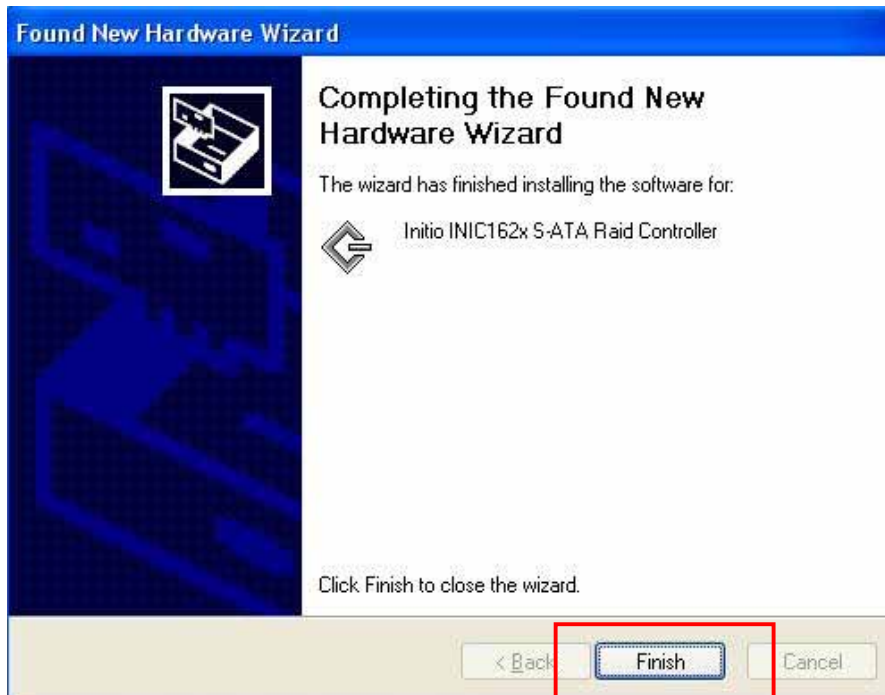 Found New Hardware Wizard
Completing the Found New
Hardware Wizard
The wizard has finished installing the software for:
Initio INIC162x S-ATA Raid Controller
Click Finish to close the wizard.
< Back
Finish
Cancel